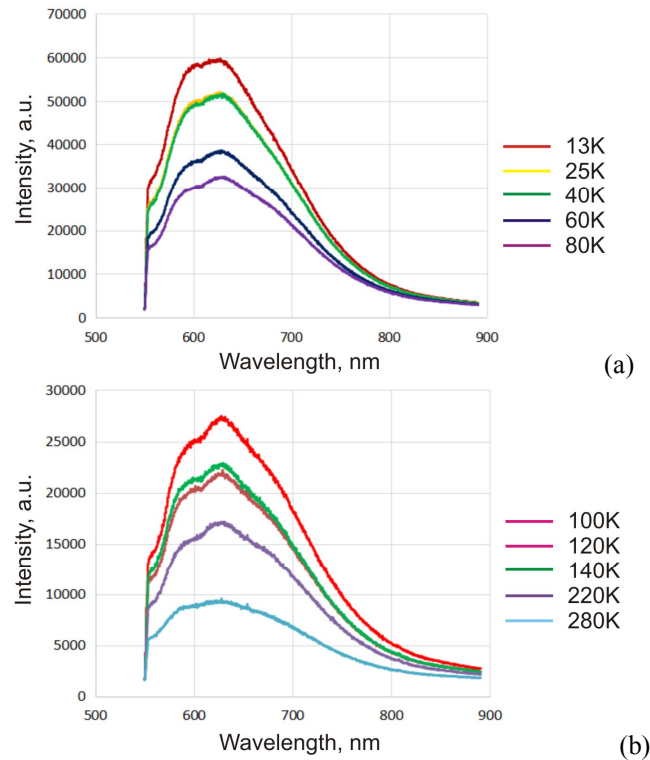 70000
60000
50000
40000
30000
20000
10000
0
Intensity, a.u.
500 600 700 800 900
Wavelength, nm
13K
25K
40K
60K
80K
(a)
30000
25000
20000
15000
10000
5000
0
Intensity, a.u.
500 600 700 800 900
Wavelength, nm
100K
120K
140K
220K
280K
(b)